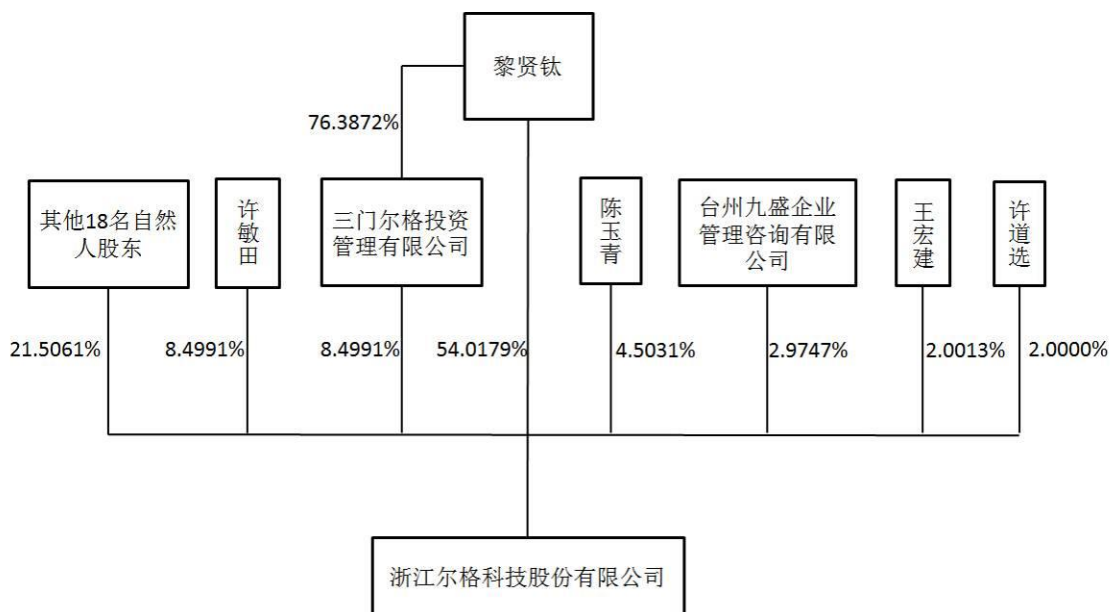 黎贤钛
76.3872%
其他18名自然
人股东
许敏田
三门尔格投资
管理有限公司
陈玉青
台州九盛企业
管理咨询有限
公司
王宏建
许道选
21.5061%
8.4991%
8.4991%
54.0179%
4.5031%
2.9747%
2.0013%
2.0000%
浙江尔格科技股份有限公司